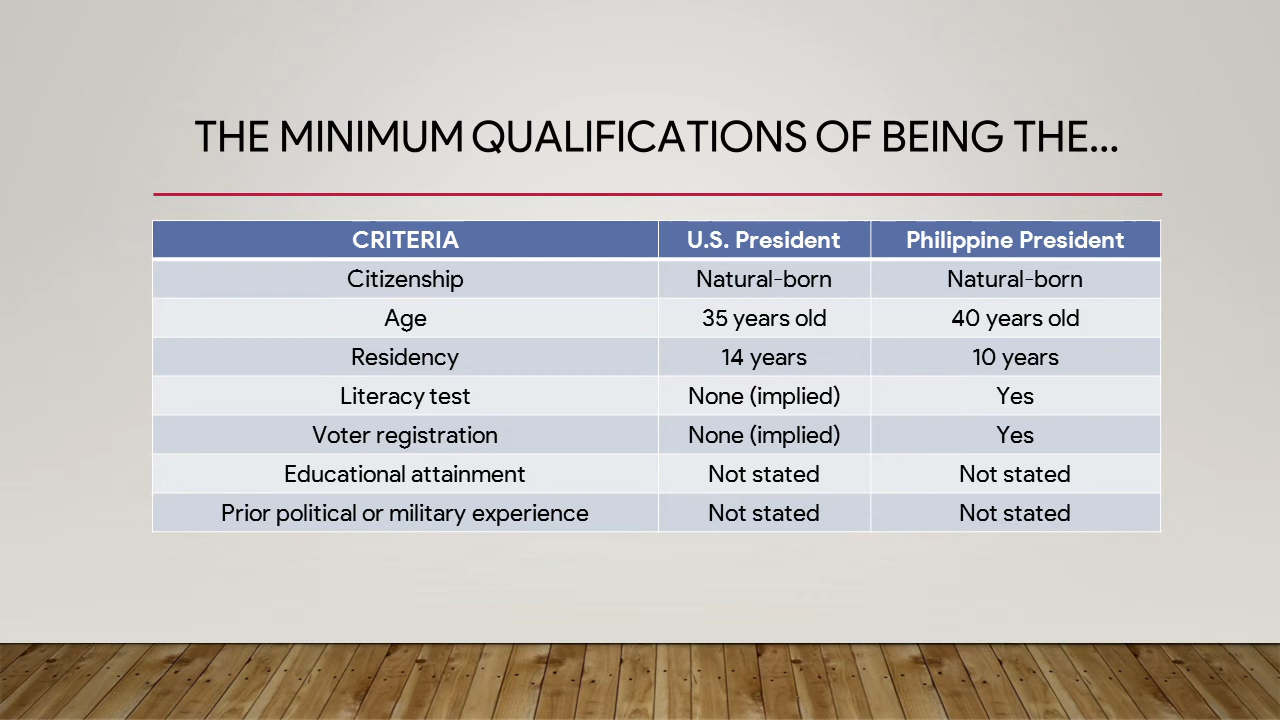 THE MINIMUM QUALIFICATIONS OF BEING THE...
CRITERIA U.S. President Philippine President
Citizenship Natural-born Natural-born
Age 35 years old 40 years old
Residency 14 years 10 years
Literacy test None (implied) Yes
Voter registration None (implied) Yes
Educational attainment Not stated Not stated
Prior political or military experience Not stated Not stated